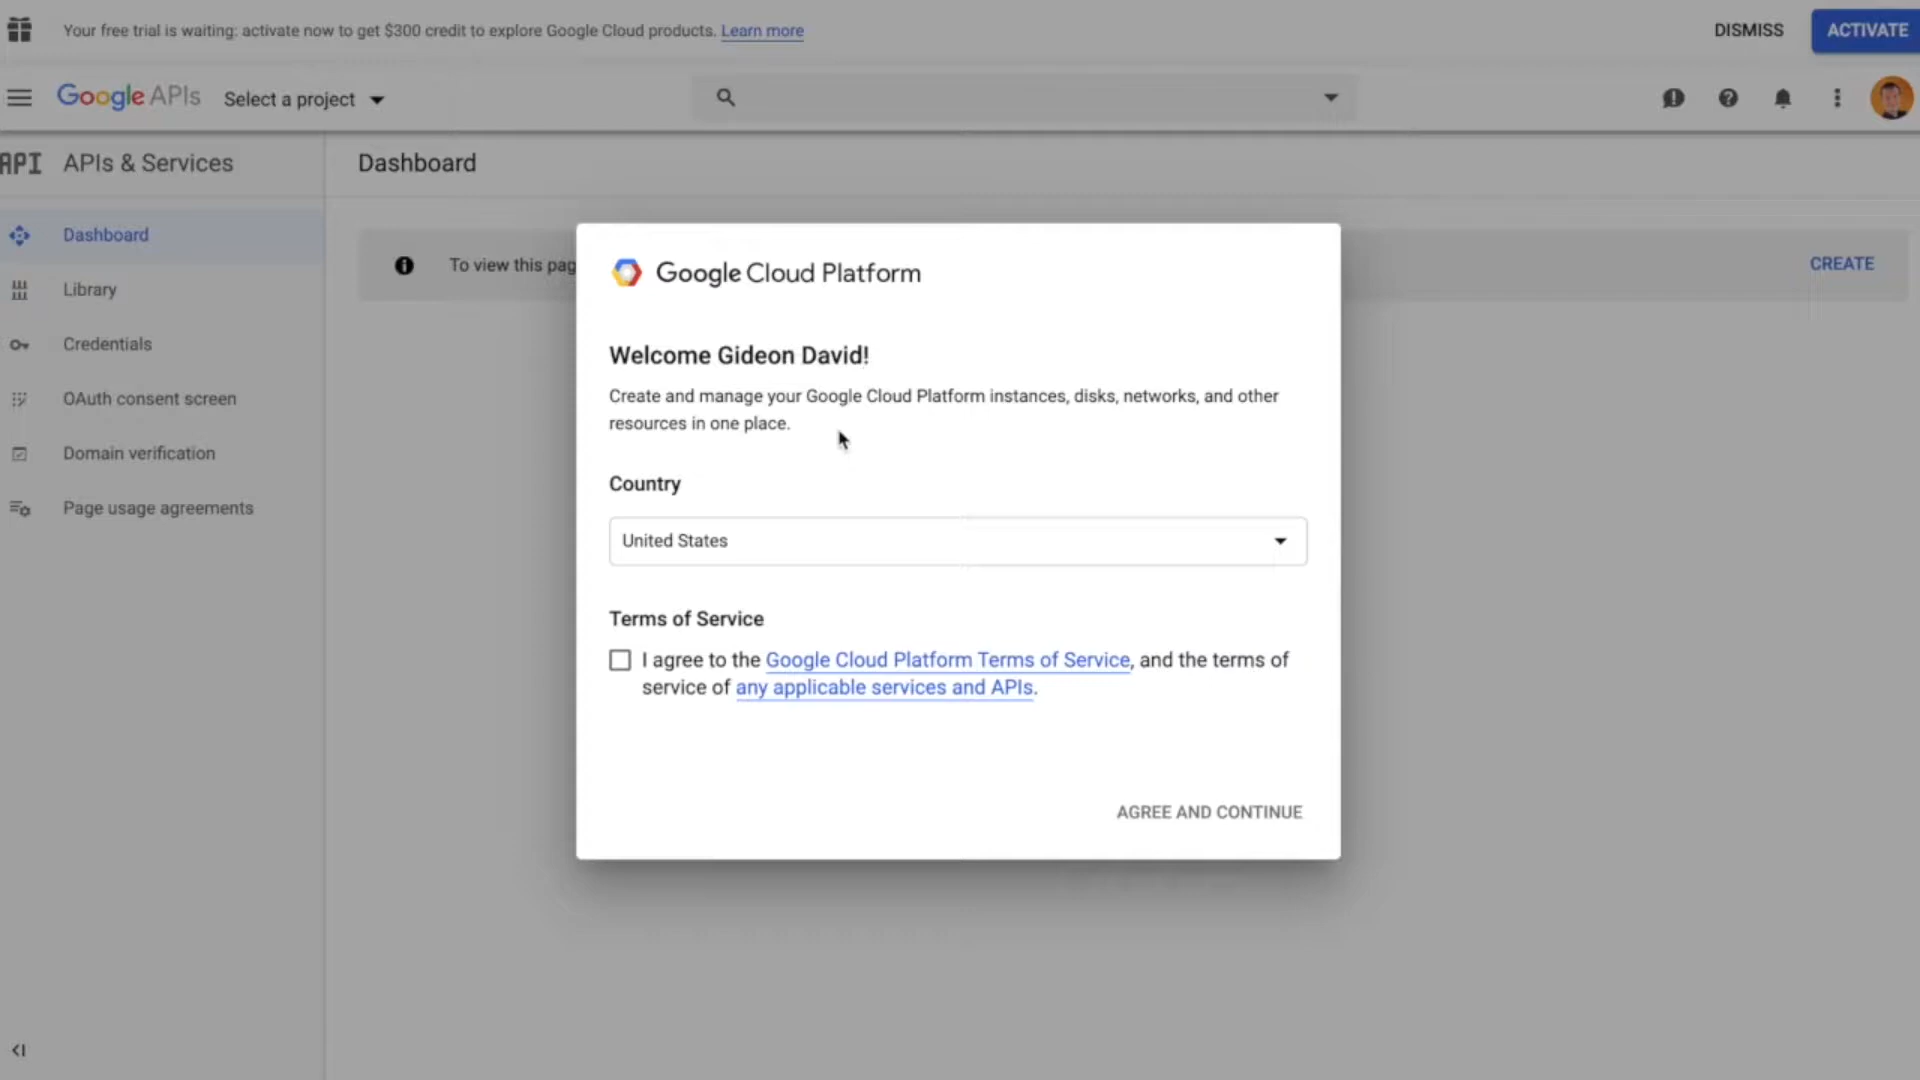 Your free trial is waiting: activate now to get $300 credit to explore Google Cloud products. Learn more
DISMISS
ACTIVATE
Google APIs
Select a project
API
APIs & Services
Dashboard
Dashboard
Library
Credentials
OAuth consent screen
Domain verification
Page usage agreements
To view this pag
CREATE
Google Cloud Platform
Welcome Gideon David!
Create and manage your Google Cloud Platform instances, disks, networks, and other
resources in one place.
Country
United States
Terms of Service
I agree to the Google Cloud Platform Terms of Service, and the terms of
service of any applicable services and APIs.
AGREE AND CONTINUE